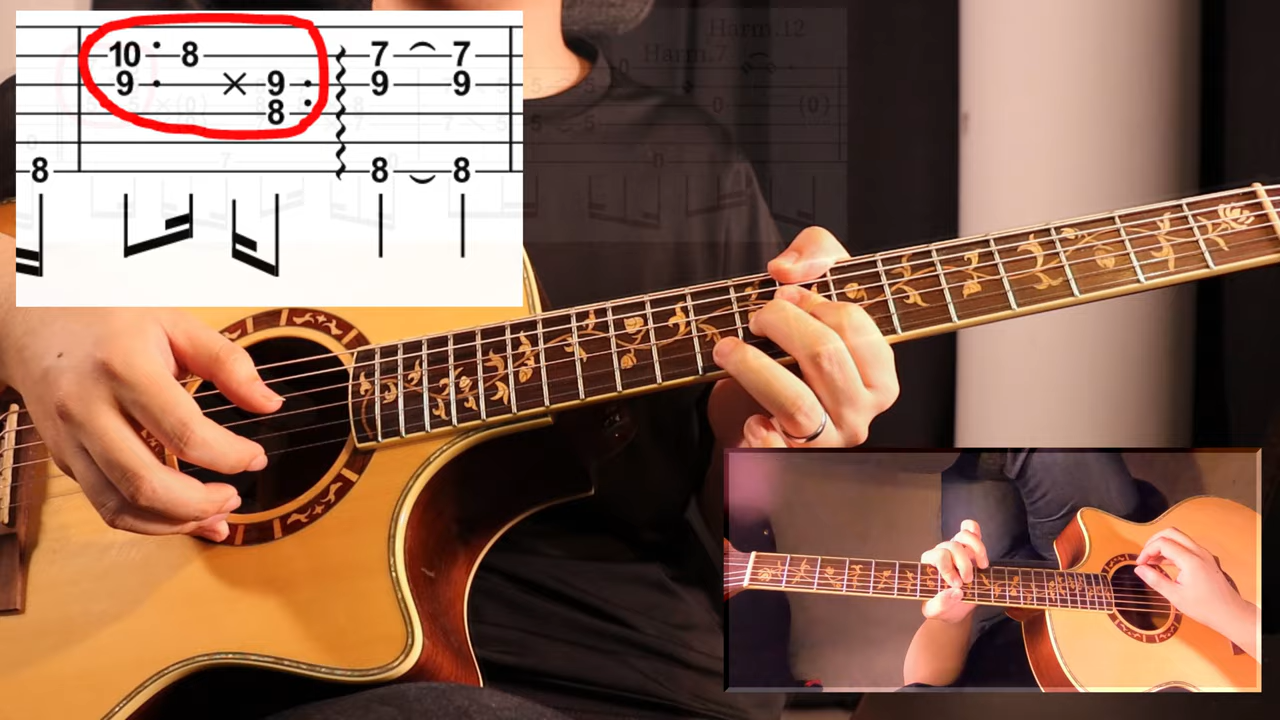 Harm.12
Harm.7
10 8 7 7
9 × 9 9 9
8
8 8 8